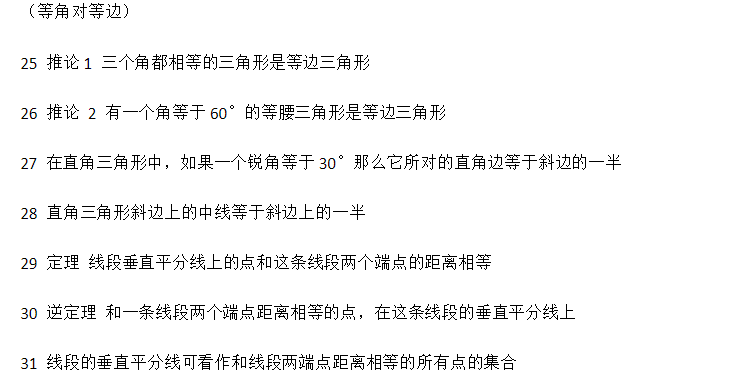 （等角对等边）
25 推论1 三个角都相等的三角形是等边三角形
26 推论 2 有一个角等于60°的等腰三角形是等边三角形
27 在直角三角形中，如果一个锐角等于30°那么它所对的直角边等于斜边的一半
28 直角三角形斜边上的中线等于斜边上的一半
29 定理 线段垂直平分线上的点和这条线段两个端点的距离相等
30 逆定理 和一条线段两个端点距离相等的点，在这条线段的垂直平分线上
31 线段的垂直平分线可看作和线段两端点距离相等的所有点的集合